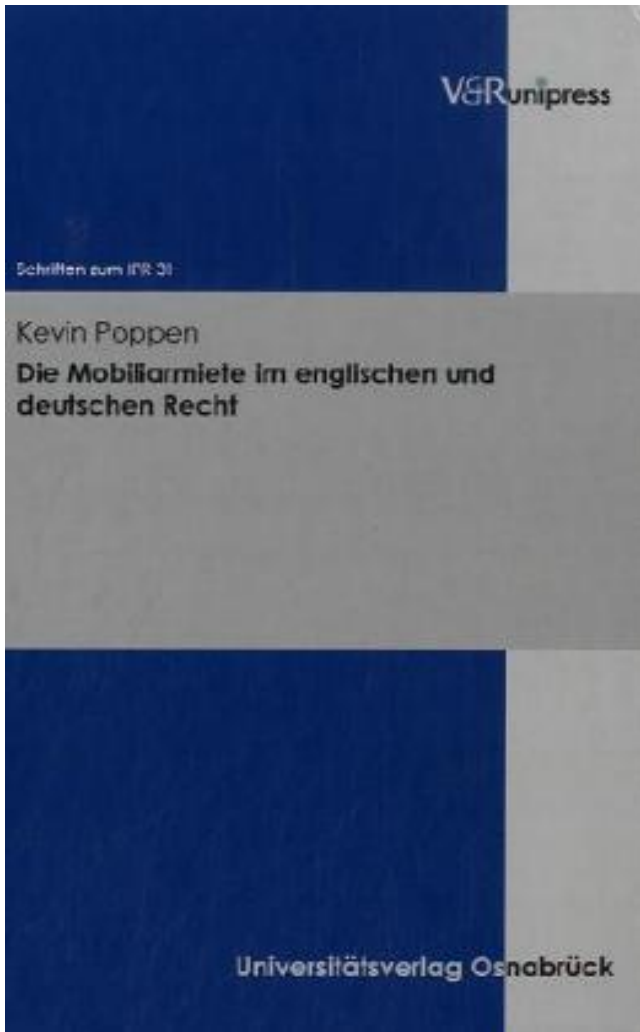 V&Runipress
Schriften zum IPR 31
Kevin Poppen
Die Mobiliarmiete im englischen und
deutschen Recht
Universitätsverlag Osnabrück